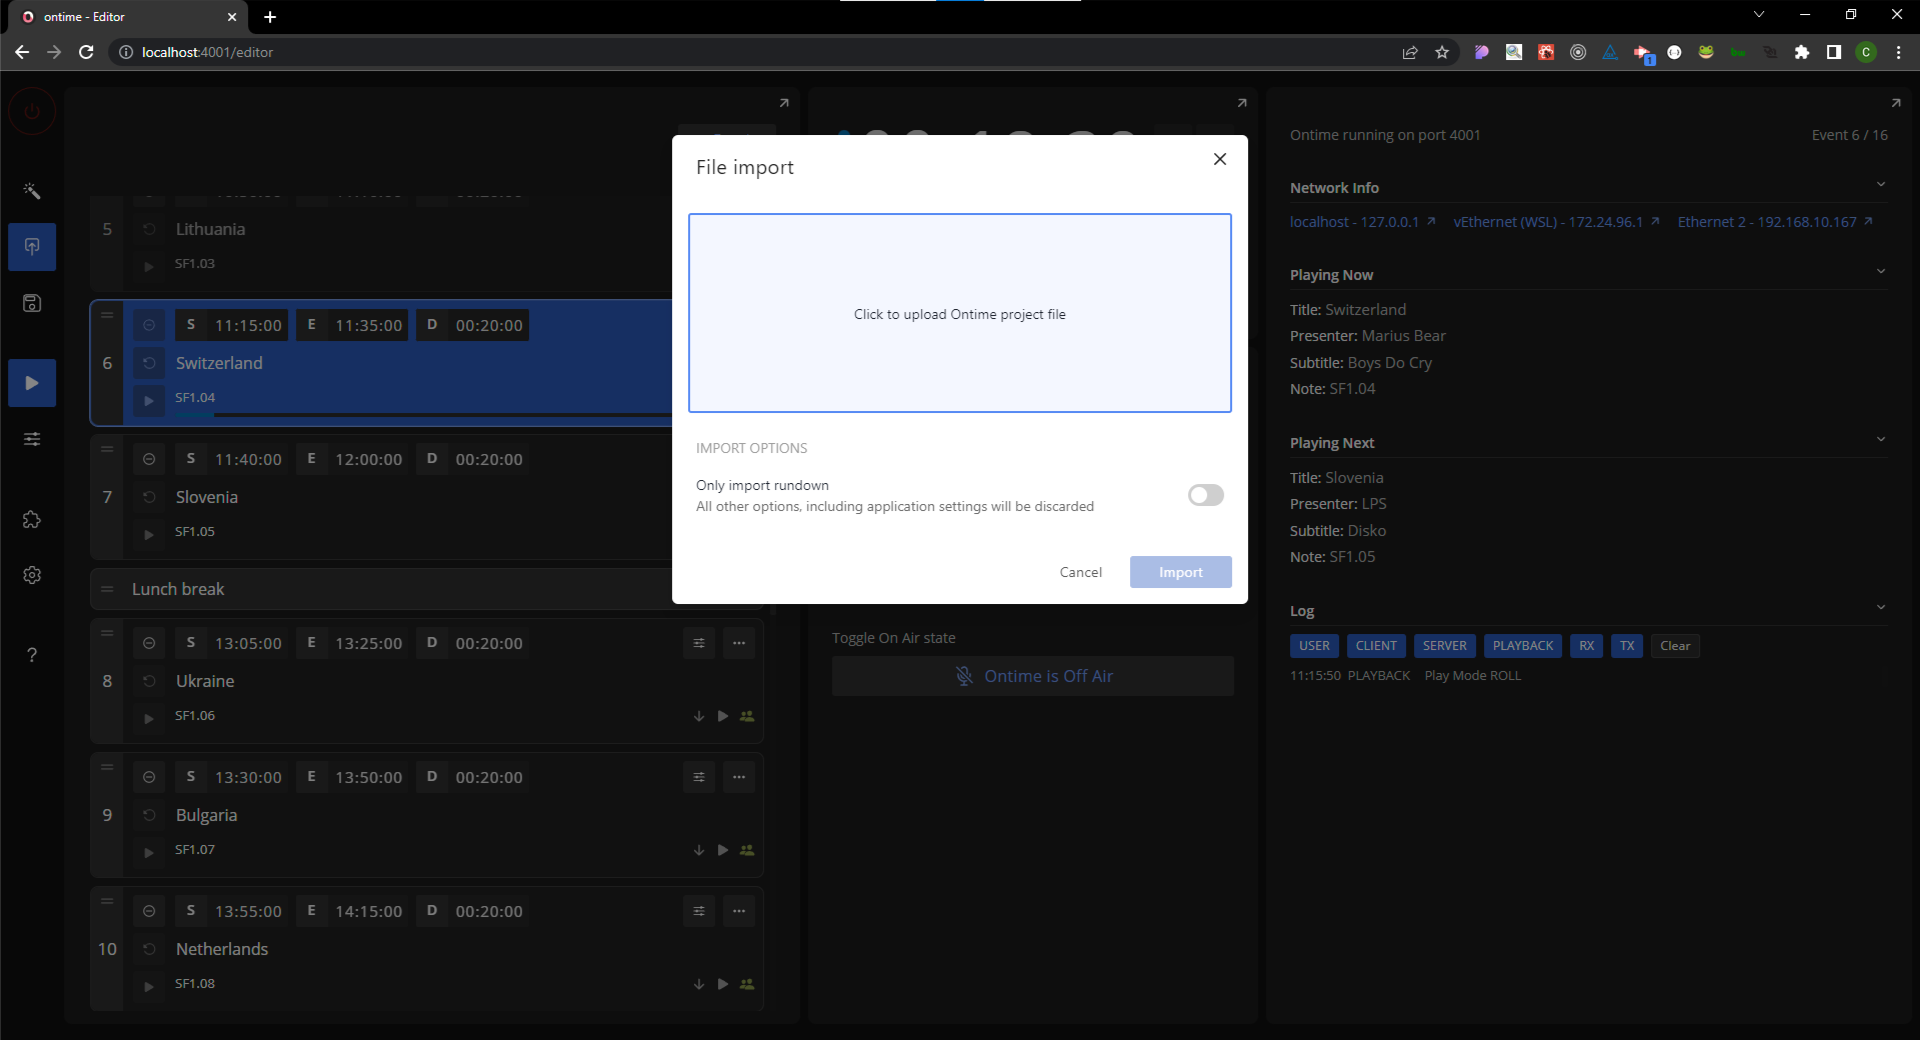 ontime - Editor
localhost:4001/editor
1
C
5
Lithuania
SF1.03
S 11:15:00 E 11:35:00 D 00:20:00
6
Switzerland
SF1.04
S 11:40:00 E 12:00:00 D 00:20:00
7
Slovenia
SF1.05
Lunch break
S 13:05:00 E 13:25:00 D 00:20:00
8
Ukraine
SF1.06
S 13:30:00 E 13:50:00 D 00:20:00
9
Bulgaria
SF1.07
S 13:55:00 E 14:15:00 D 00:20:00
10
Netherlands
SF1.08
File import
Click to upload Ontime project file
IMPORT OPTIONS
Only import rundown
All other options, including application settings will be discarded
Cancel
Import
Toggle On Air state
Ontime is Off Air
Ontime running on port 4001
Event 6 / 16
Network Info
localhost - 127.0.0.1 vEthernet (WSL) - 172.24.96.1 Ethernet 2 - 192.168.10.167
Playing Now
Title: Switzerland
Presenter: Marius Bear
Subtitle: Boys Do Cry
Note: SF1.04
Playing Next
Title: Slovenia
Presenter: LPS
Subtitle: Disko
Note: SF1.05
Log
USER CLIENT SERVER PLAYBACK RX TX Clear
11:15:50 PLAYBACK Play Mode ROLL